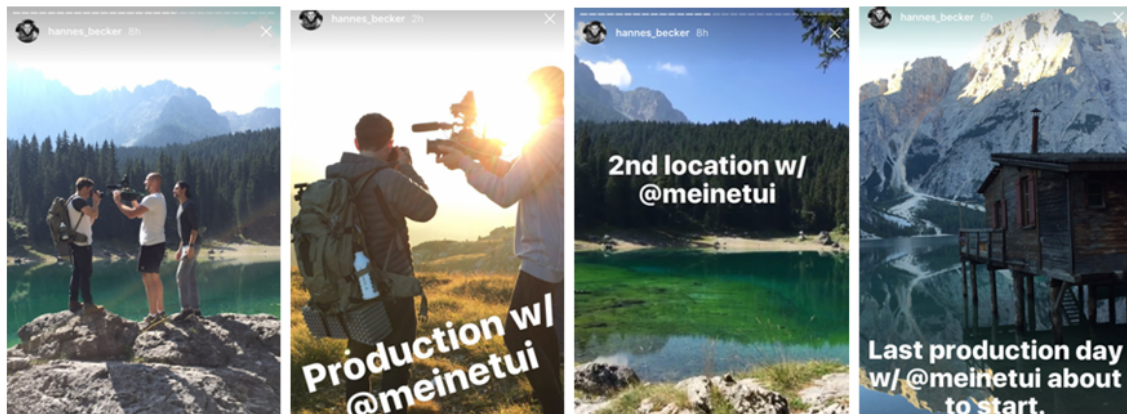 hannes_becker 8h
hannes_becker 2h
Production w/
@meinetui
hannes_becker 8h
2nd location w/
@meinetui
hannes_becker 6h
Last production day
w/ @meinetui about
to start.